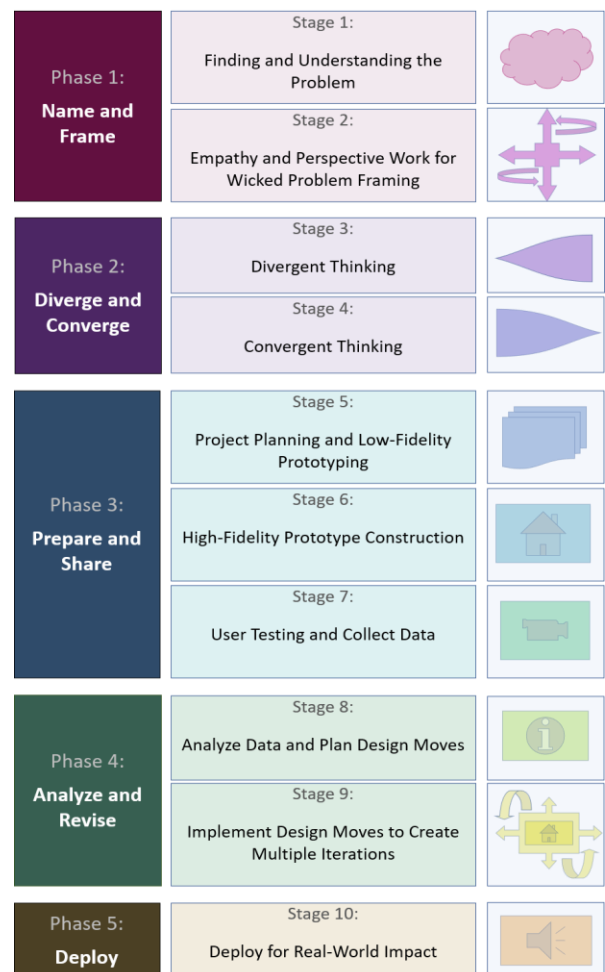 Phase 1:
Name and
Frame
Stage 1:
Finding and Understanding the
Problem
Stage 2:
Empathy and Perspective Work for
Wicked Problem Framing
Phase 2:
Diverge and
Converge
Stage 3:
Divergent Thinking
Stage 4:
Convergent Thinking
Phase 3:
Prepare and
Share
Stage 5:
Project Planning and Low-Fidelity
Prototyping
Stage 6:
High-Fidelity Prototype Construction
Stage 7:
User Testing and Collect Data
Phase 4:
Analyze and
Revise
Stage 8:
Analyze Data and Plan Design Moves
Stage 9:
Implement Design Moves to Create
Multiple Iterations
Phase 5:
Deploy
Stage 10:
Deploy for Real-World Impact